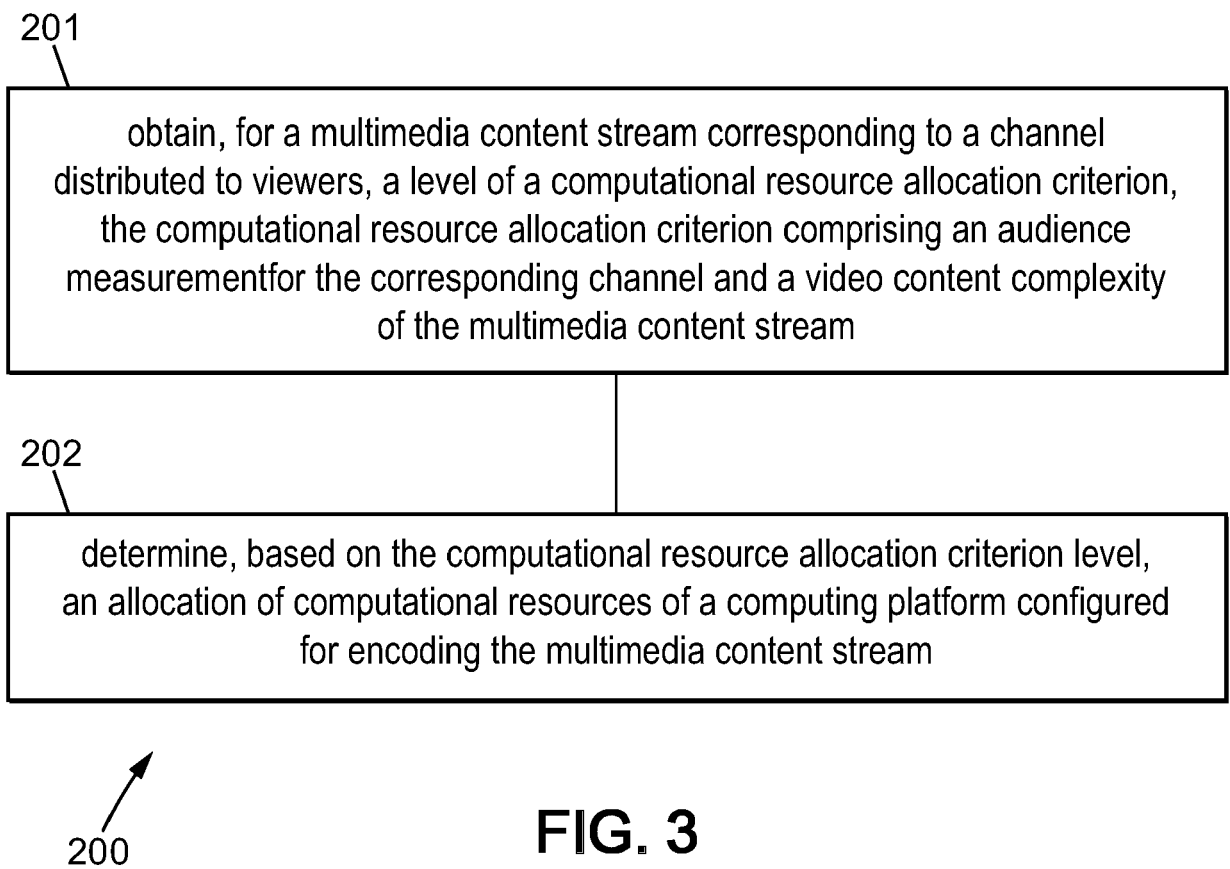 201
obtain, for a multimedia content stream corresponding to a channel
distributed to viewers, a level of a computational resource allocation criterion,
the computational resource allocation criterion comprising an audience
measurementfor the corresponding channel and a video content complexity
of the multimedia content stream
202
determine, based on the computational resource allocation criterion level,
an allocation of computational resources of a computing platform configured
for encoding the multimedia content stream
200
FIG. 3